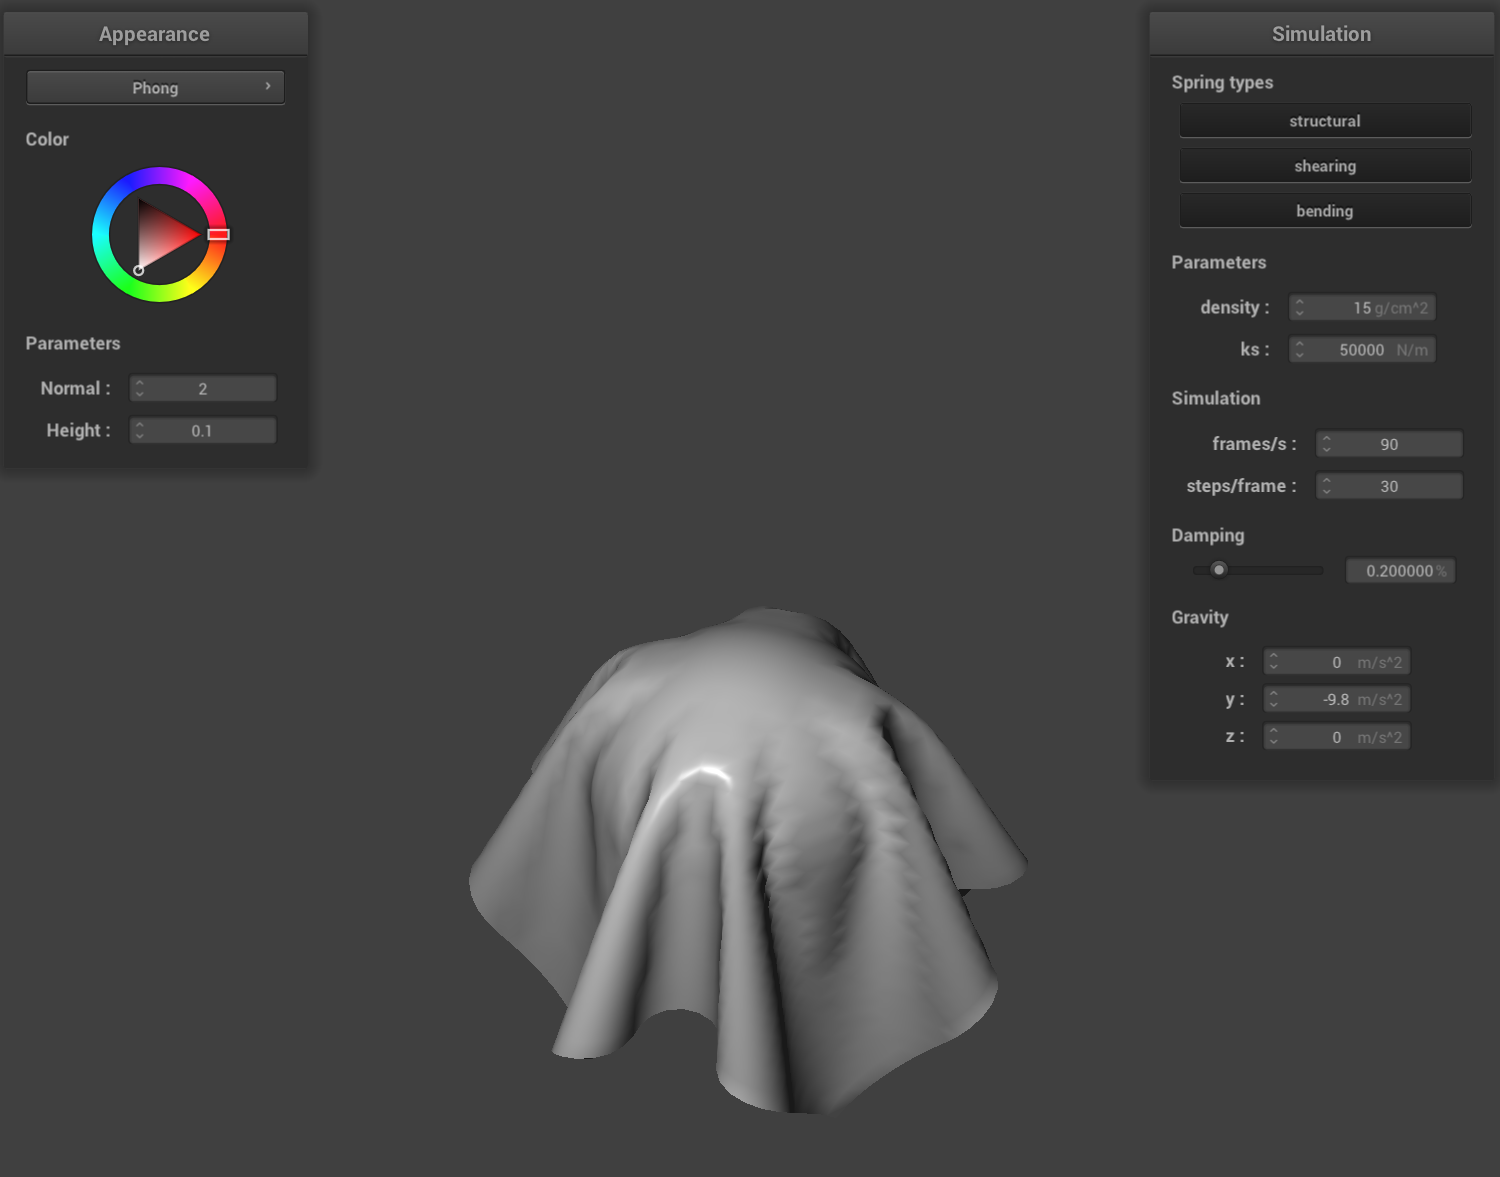 Appearance
Phong
Color
Parameters
Normal : 2
Height : 0.1
Simulation
Spring types
structural
shearing
bending
Parameters
density : 15 g/cm^2
ks : 50000 N/m
Simulation
frames/s : 90
steps/frame : 30
Damping
0.200000 %
Gravity
x : 0 m/s^2
y : -9.8 m/s^2
z : 0 m/s^2